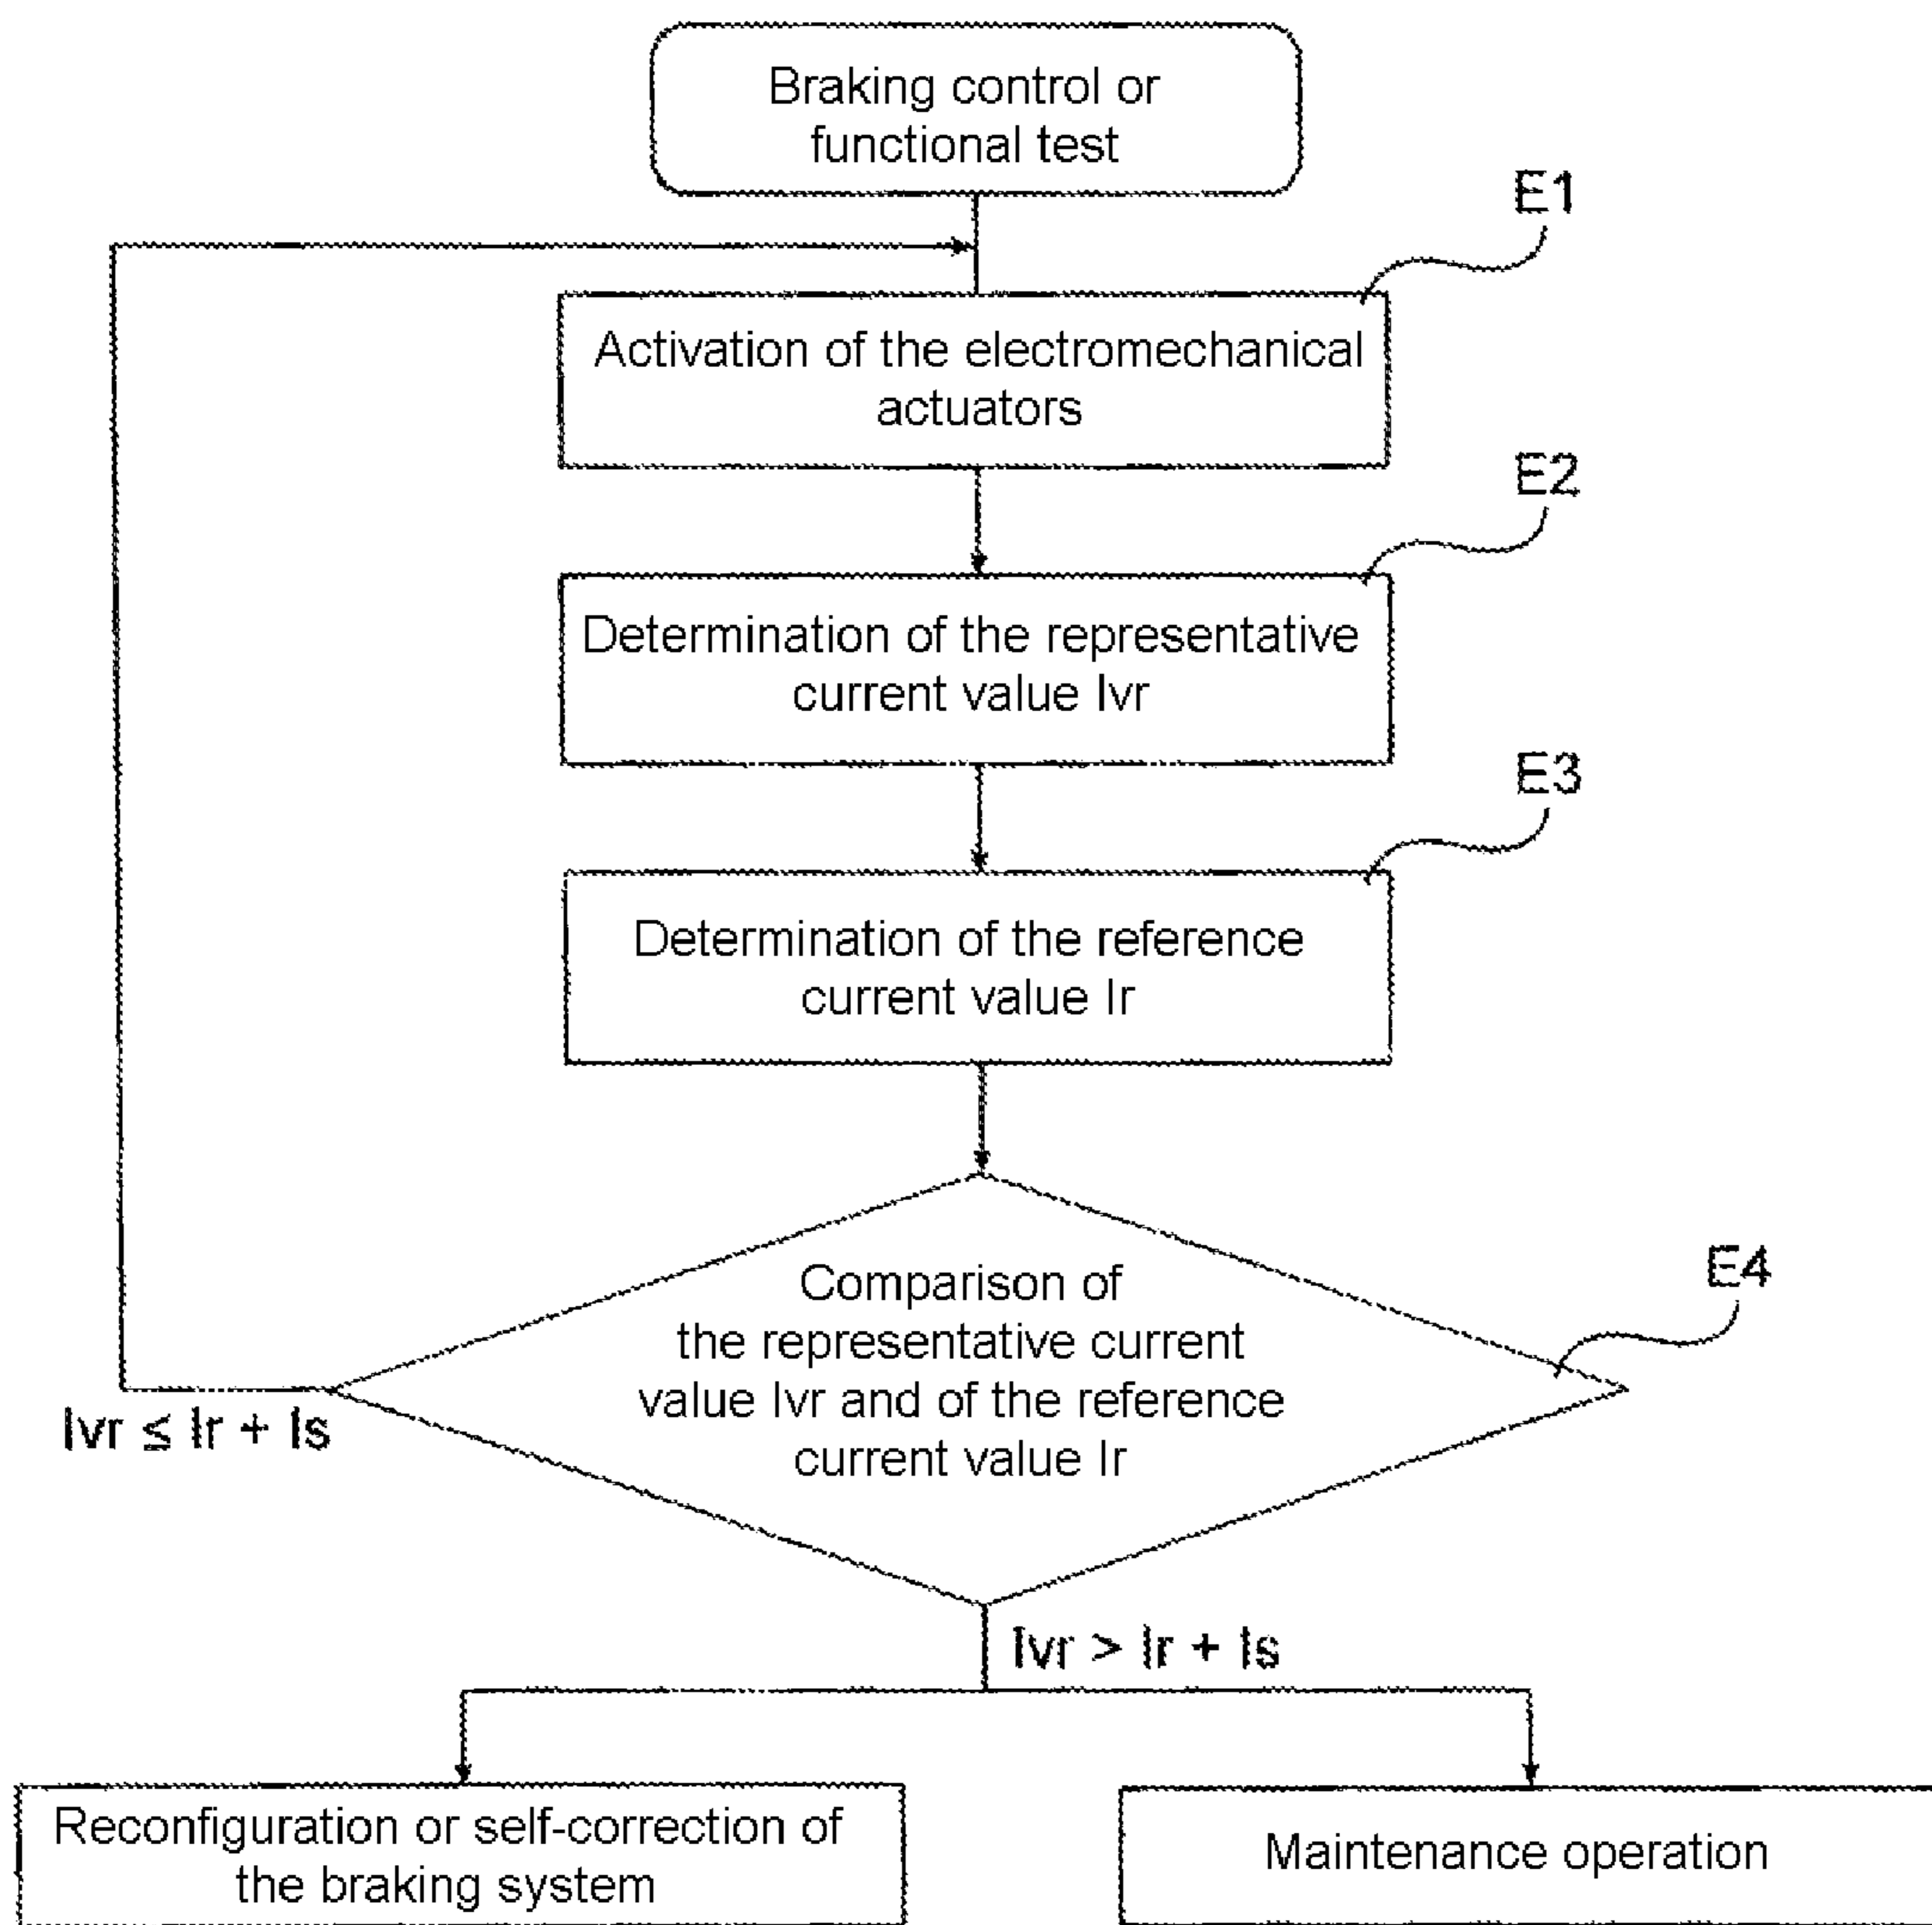 Braking control or
functional test
E1
Activation of the electromechanical
actuators
E2
Determination of the representative
current value Ivr
E3
Determination of the reference
current value Ir
E4
Comparison of
the representative current
value Ivr and of the reference
current value Ir
Ivr ≤ Ir + Is
Ivr > Ir + Is
Reconfiguration or self-correction of
the braking system
Maintenance operation